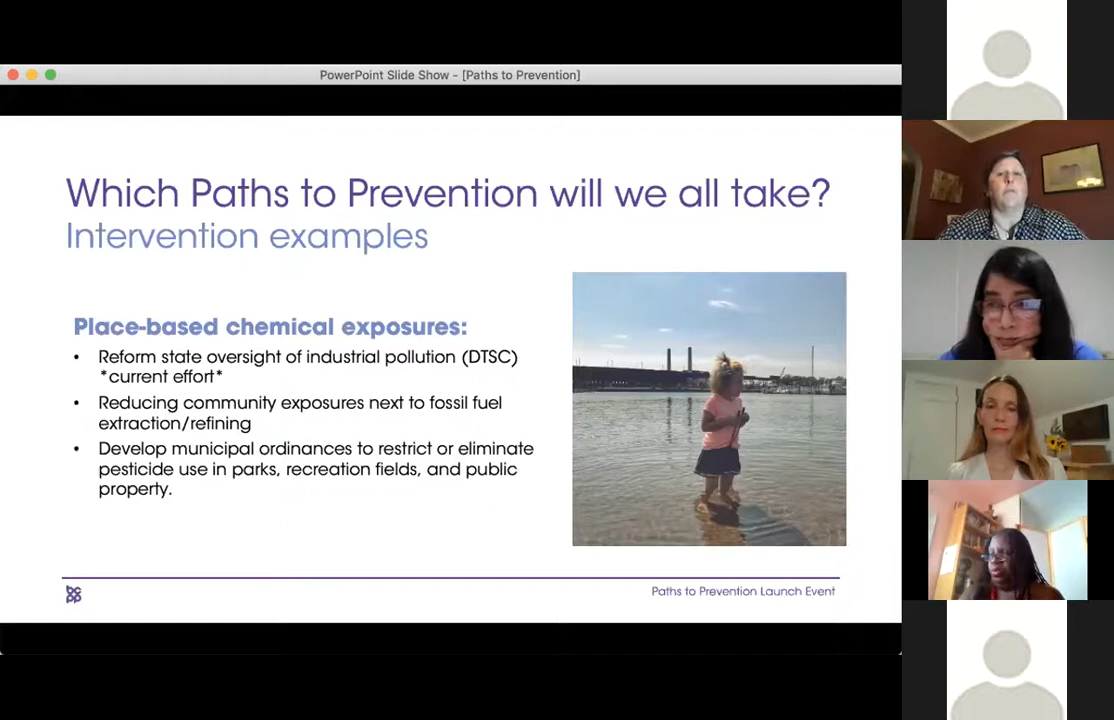 PowerPoint Slide Show - [Paths to Prevention]
Which Paths to Prevention will we all take?
Intervention examples
Place-based chemical exposures:
• Reform state oversight of industrial pollution (DTSC)
*current effort*
• Reducing community exposures next to fossil fuel
extraction/refining
• Develop municipal ordinances to restrict or eliminate
pesticide use in parks, recreation fields, and public
property.
bcpp
Paths to Prevention Launch Event